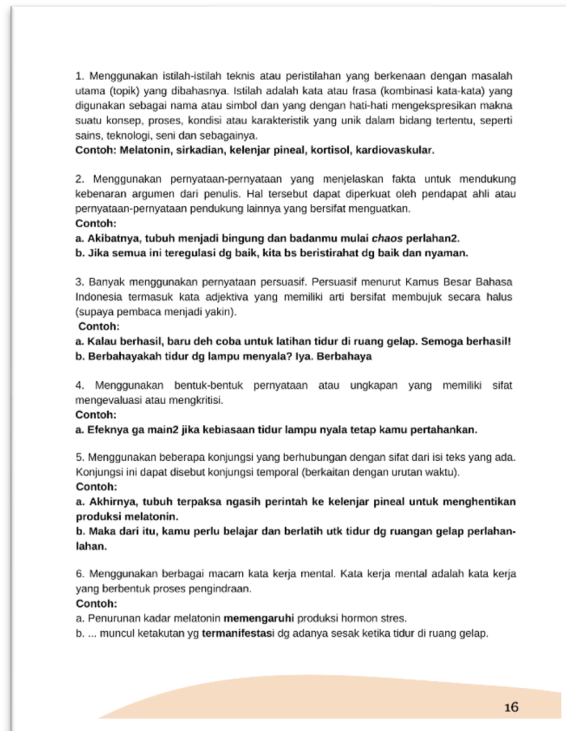 1. Menggunakan istilah-istilah teknis atau peristilahan yang berkenaan dengan masalah
utama (topik) yang dibahasnya. Istilah adalah kata atau frasa (kombinasi kata-kata) yang
digunakan sebagai nama atau simbol dan yang dengan hati-hati mengekspresikan makna
suatu konsep, proses, kondisi atau karakteristik yang unik dalam bidang tertentu, seperti
sains, teknologi, seni dan sebagainya.
Contoh: Melatonin, sirkadian, kelenjar pineal, kortisol, kardiovaskular.
2. Menggunakan pernyataan-pernyataan yang menjelaskan fakta untuk mendukung
kebenaran argumen dari penulis. Hal tersebut dapat diperkuat oleh pendapat ahli atau
pernyataan-pernyataan pendukung lainnya yang bersifat menguatkan.
Contoh:
a. Akibatnya, tubuh menjadi bingung dan badanmu mulai chaos perlahan2.
b. Jika semua ini teregulasi dg baik, kita bs beristirahat dg baik dan nyaman.
3. Banyak menggunakan pernyataan persuasif. Persuasif menurut Kamus Besar Bahasa
Indonesia termasuk kata adjektiva yang memiliki arti bersifat membujuk secara halus
(supaya pembaca menjadi yakin).
Contoh:
a. Kalau berhasil, baru deh coba untuk latihan tidur di ruang gelap. Semoga berhasil!
b. Berbahayakah tidur dg lampu menyala? Iya. Berbahaya
4. Menggunakan bentuk-bentuk pernyataan atau ungkapan yang memiliki sifat
mengevaluasi atau mengkritisi.
Contoh:
a. Efeknya ga main2 jika kebiasaan tidur lampu nyala tetap kamu pertahankan.
5. Menggunakan beberapa konjungsi yang berhubungan dengan sifat dari isi teks yang ada.
Konjungsi ini dapat disebut konjungsi temporal (berkaitan dengan urutan waktu).
Contoh:
a. Akhirnya, tubuh terpaksa ngasih perintah ke kelenjar pineal untuk menghentikan
produksi melatonin.
b. Maka dari itu, kamu perlu belajar dan berlatih utk tidur dg ruangan gelap perlahan-
lahan.
6. Menggunakan berbagai macam kata kerja mental. Kata kerja mental adalah kata kerja
yang berbentuk proses pengindraan.
Contoh:
a. Penurunan kadar melatonin memengaruhi produksi hormon stres.
b. ... muncul ketakutan yg termanifestasi dg adanya sesak ketika tidur di ruang gelap.
16